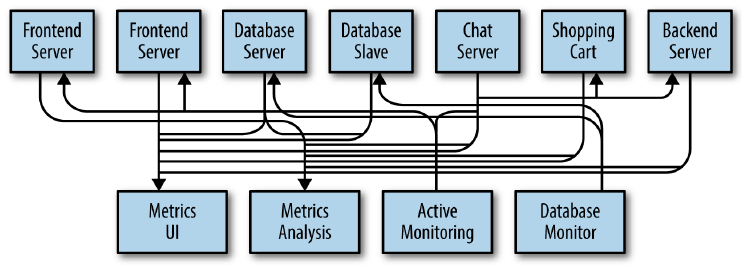 Frontend
Server
Frontend
Server
Database
Server
Database
Slave
Chat
Server
Shopping
Cart
Backend
Server
Metrics
UI
Metrics
Analysis
Active
Monitoring
Database
Monitor